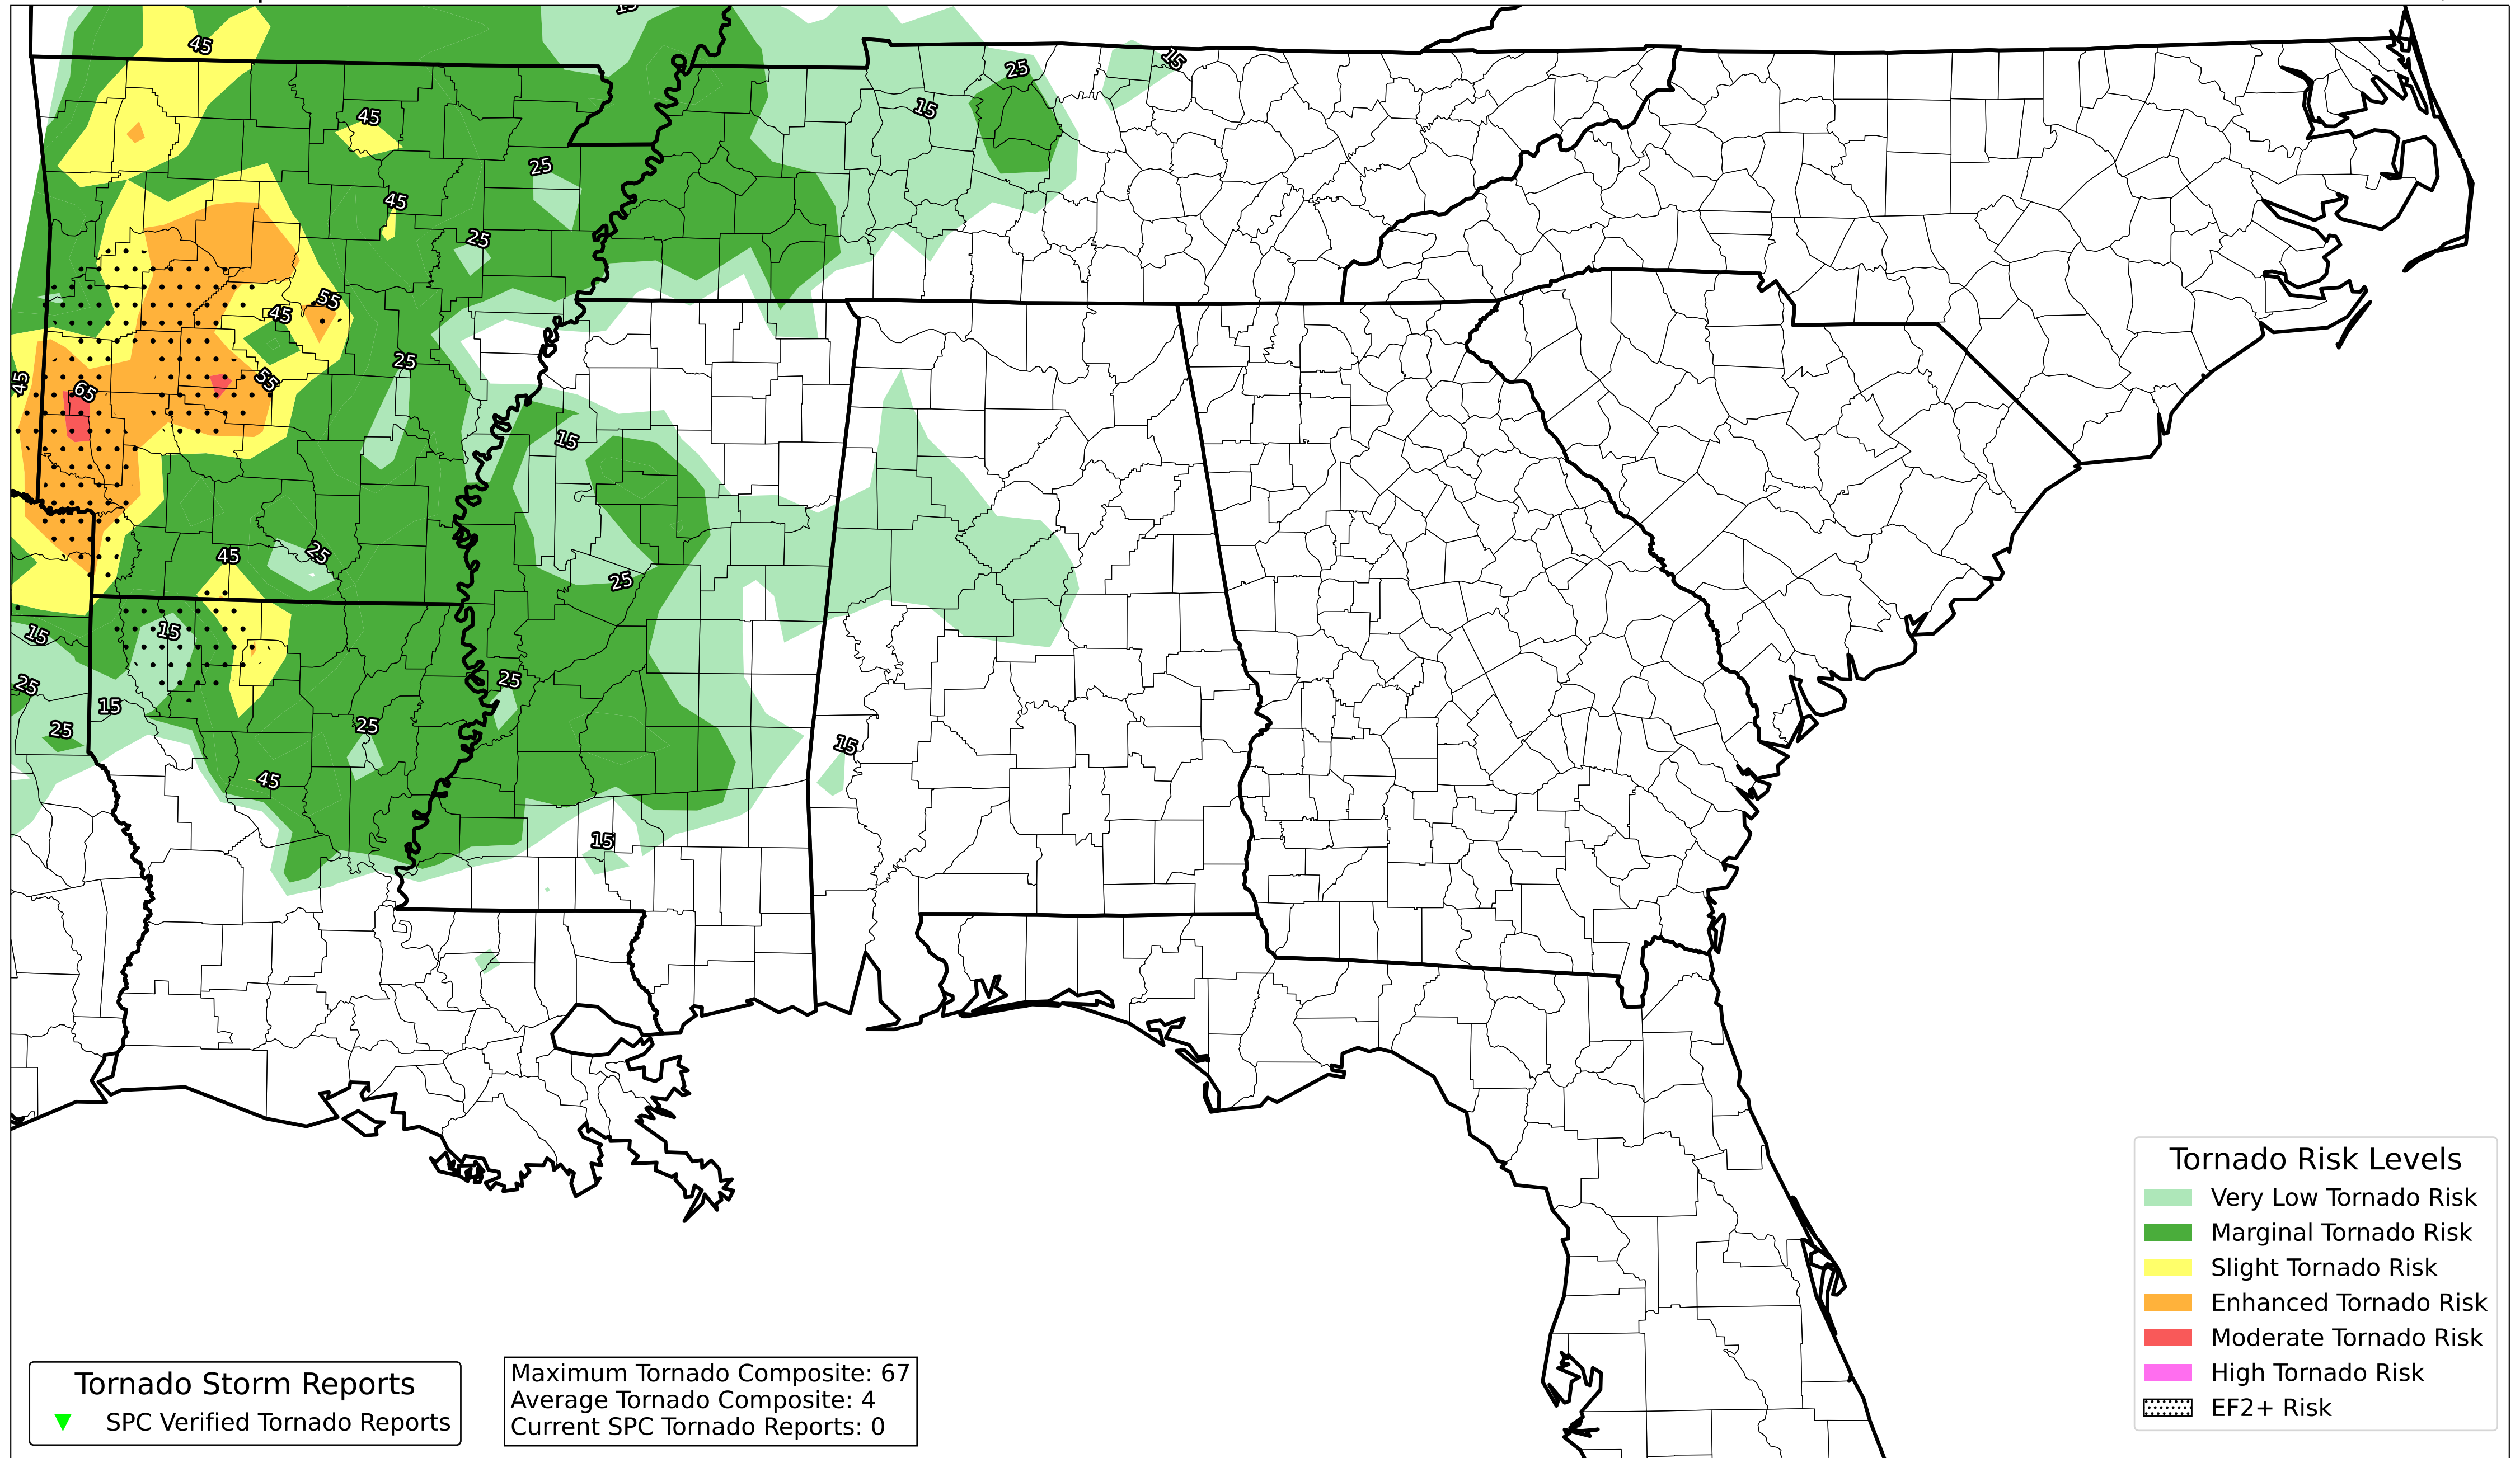 15
45
15
25
15
45
25
45
25
55
45
25
45
55
65
15
45
25
25
15
15
25
25
15
25
25
15
45
15
Tornado Risk Levels
Very Low Tornado Risk
Marginal Tornado Risk
Slight Tornado Risk
Enhanced Tornado Risk
Moderate Tornado Risk
High Tornado Risk
EF2+ Risk
Tornado Storm Reports
SPC Verified Tornado Reports
Maximum Tornado Composite: 67
Average Tornado Composite: 4
Current SPC Tornado Reports: 0